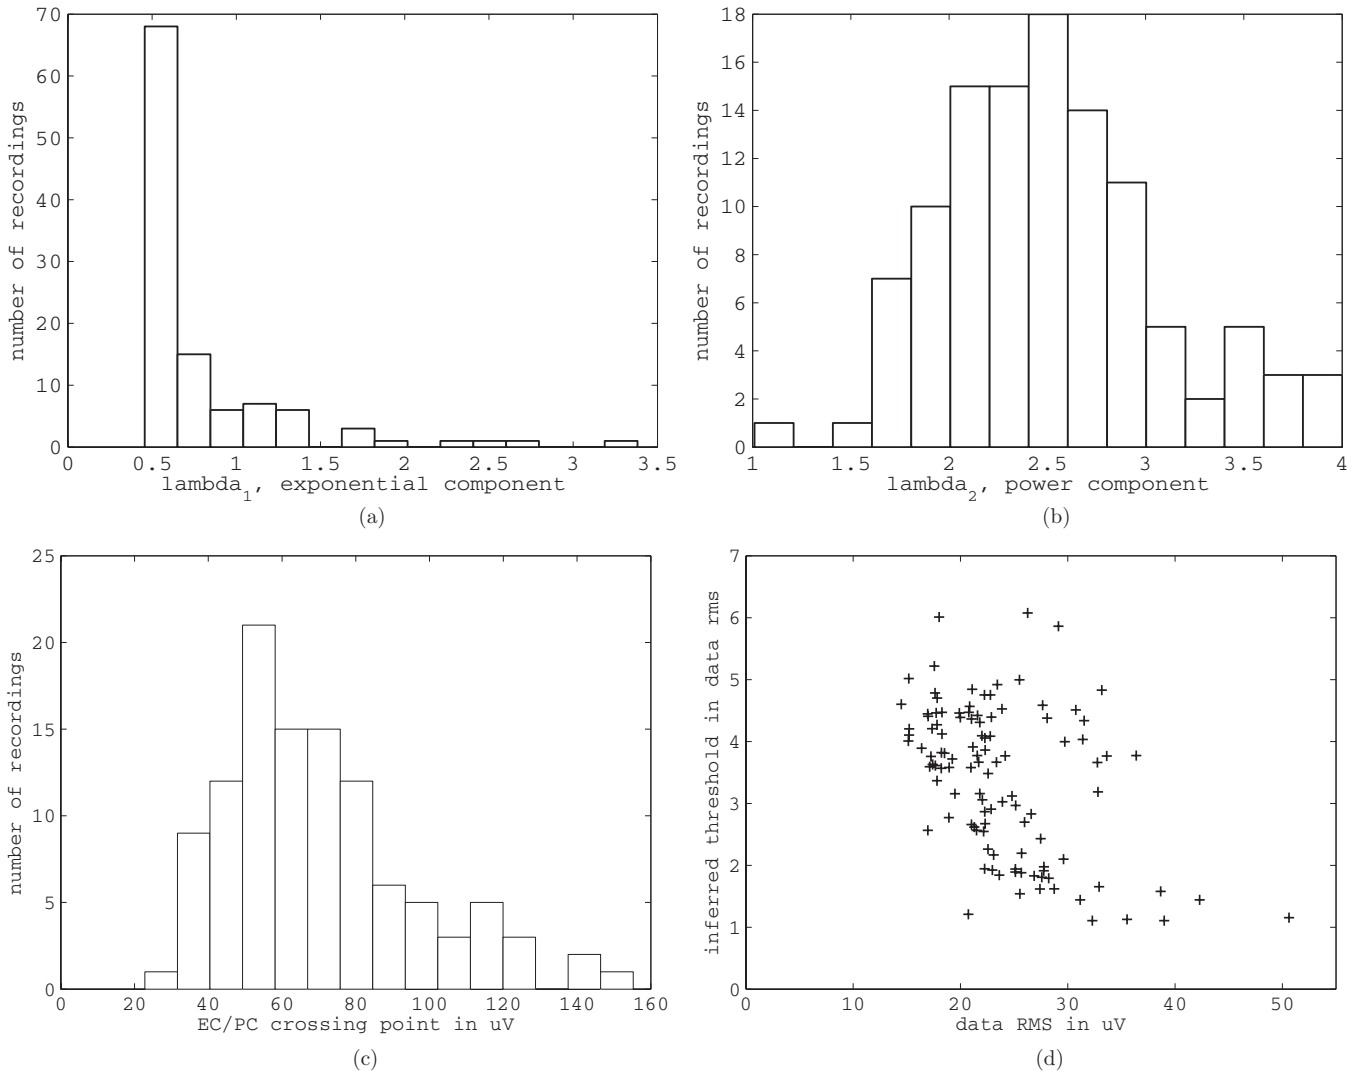 70
60
50
40
30
20
10
0
number of recordings
0 0.5 1 1.5 2 2.5 3 3.5
lambda1, exponential component
(a)
18
16
14
12
10
8
6
4
2
0
number of recordings
1 1.5 2 2.5 3 3.5 4
lambda2, power component
(b)
25
20
15
10
5
0
number of recordings
0 20 40 60 80 100 120 140 160
EC/PC crossing point in uV
(c)
7
6
5
4
3
2
1
0
inferred threshold in data rms
0 10 20 30 40 50
data RMS in uV
(d)